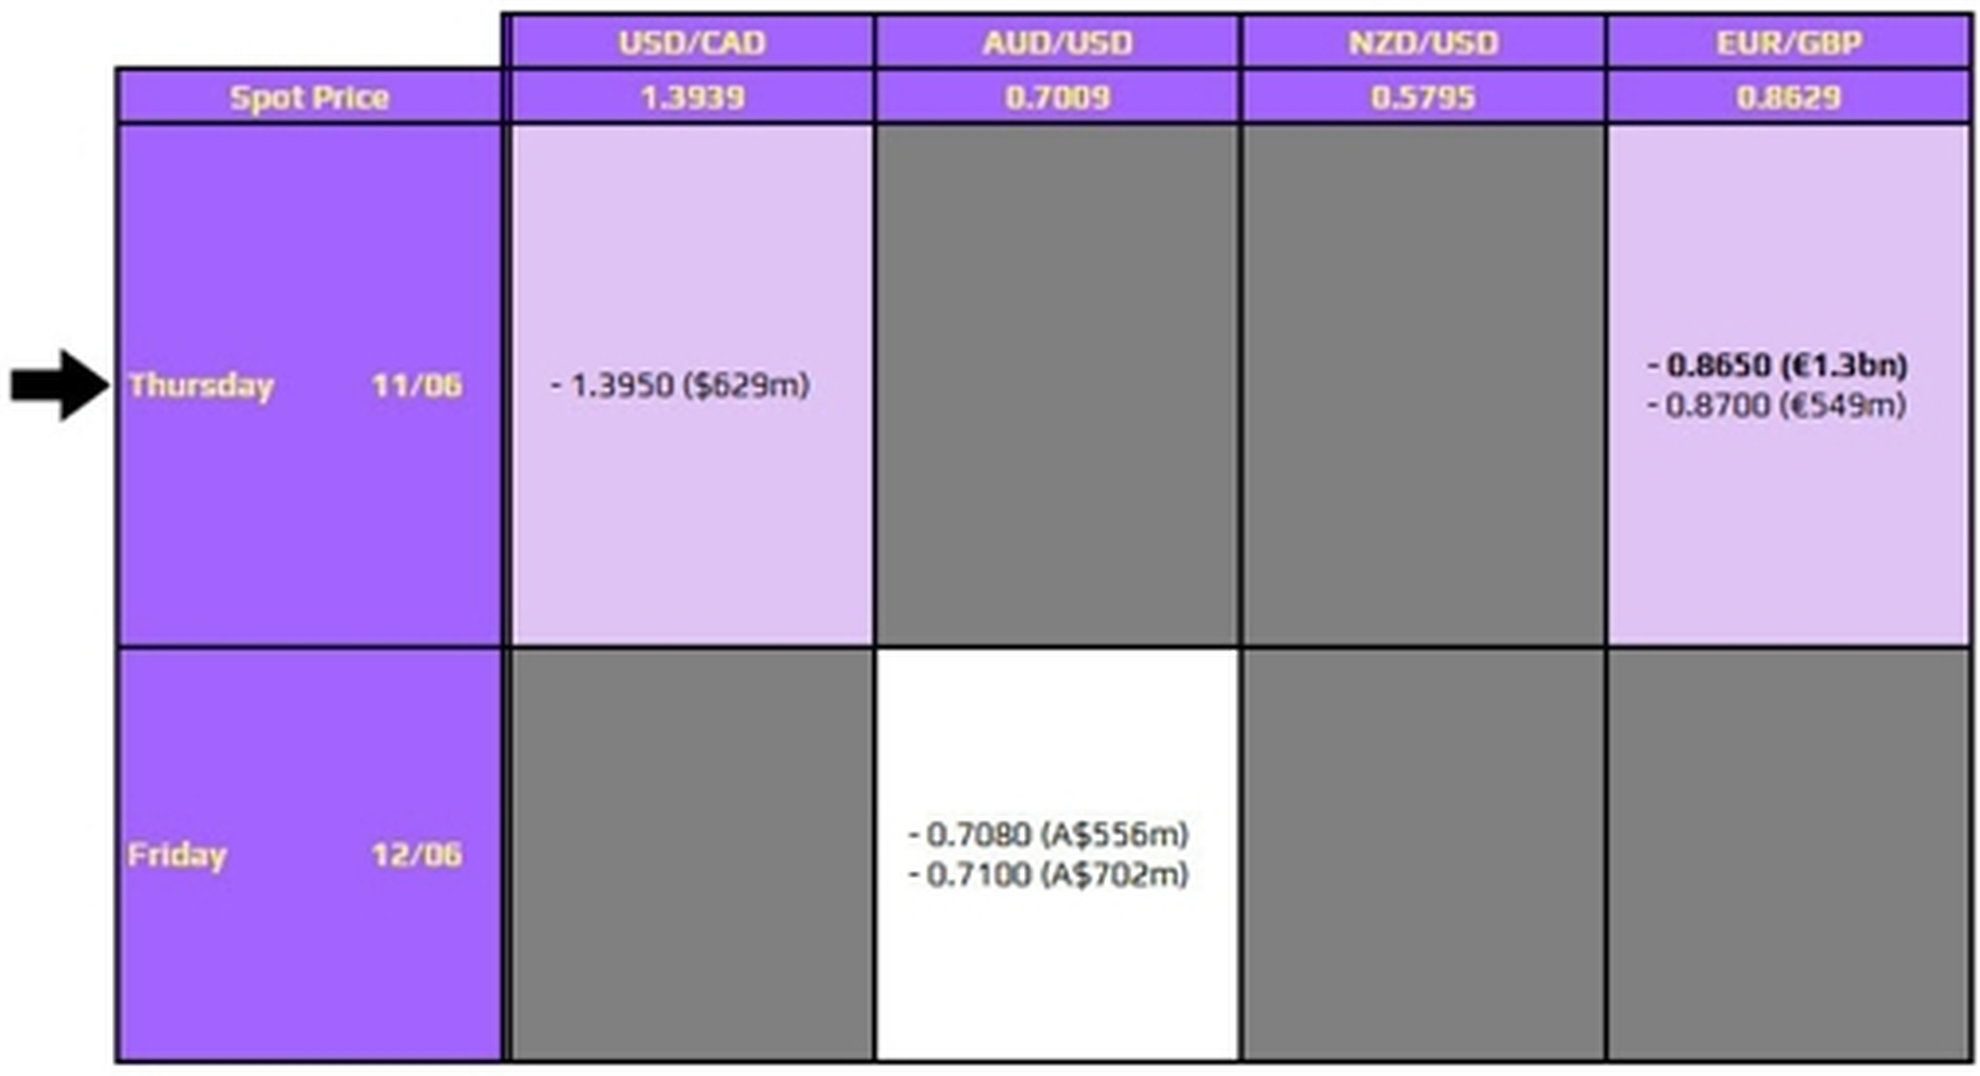 USD/CAD AUD/USD NZD/USD EUR/GBP
Spot Price 1.3939 0.7009 0.5795 0.8629
Thursday 11/06 - 1.3950 ($629m) - 0.8650 (€1.3bn)
- 0.8700 (€549m)
Friday 12/06 - 0.7080 (A$556m)
- 0.7100 (A$702m)